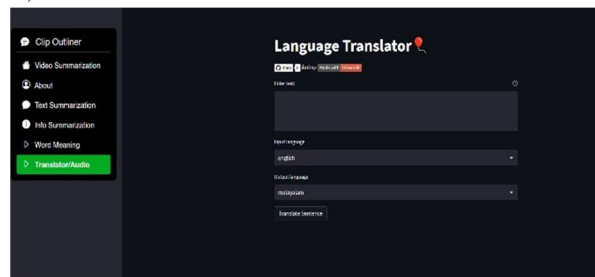 Clip Outliner
Video Summarization
About
Text Summarization
Info Summarization
Word Meaning
Translator/Audio
Language Translator
Enter text:
Input language
english
Output language
malayalam
Translate Sentence